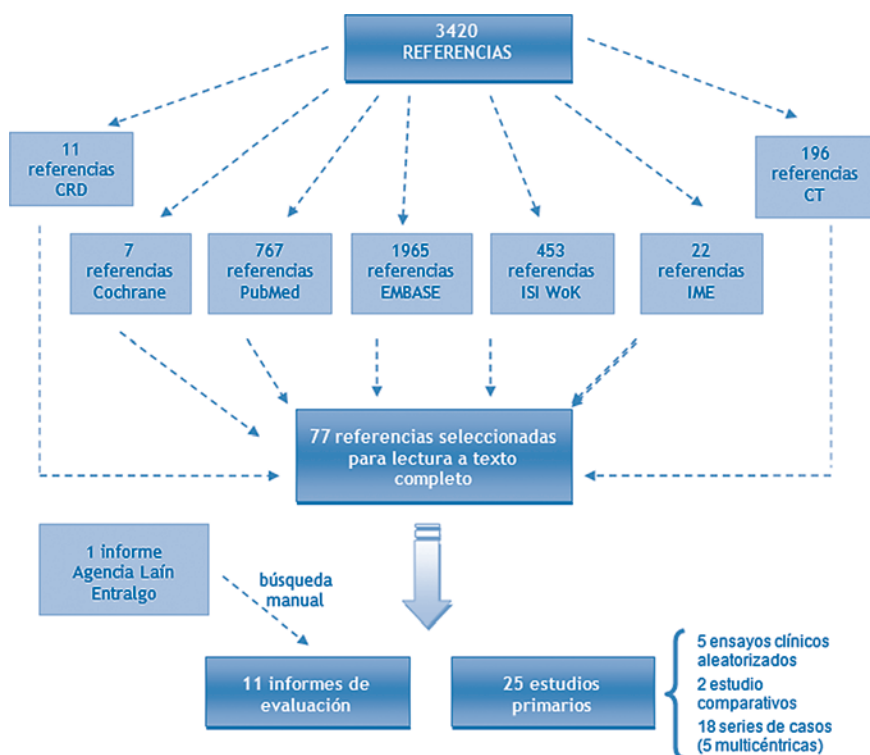 3420
REFERENCIAS
11
referencias
CRD
196
referencias
CT
7
referencias
Cochrane
767
referencias
PubMed
1965
referencias
EMBASE
453
referencias
ISI WoK
22
referencias
IME
77 referencias seleccionadas
para lectura a texto
completo
1 informe
Agencia Laín
Entralgo
búsqueda
manual
11 informes de
evaluación
25 estudios
primarios
5 ensayos clínicos
aleatorizados
2 estudio
comparativos
18 series de casos
(5 multicéntricas)